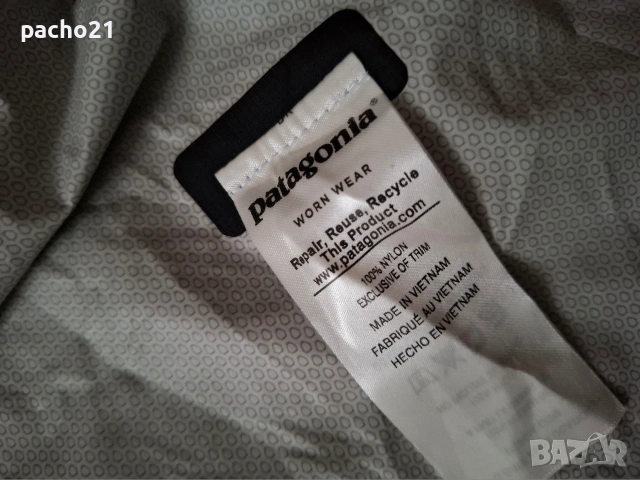 pacho21
patagonia®
WORN WEAR
Repair, Reuse, Recycle
This Product
www.patagonia.com
100% NYLON
EXCLUSIVE OF TRIM
MADE IN VIETNAM
FABRIQUÉ AU VIETNAM
HECHO EN VIETNAM
BAZAR